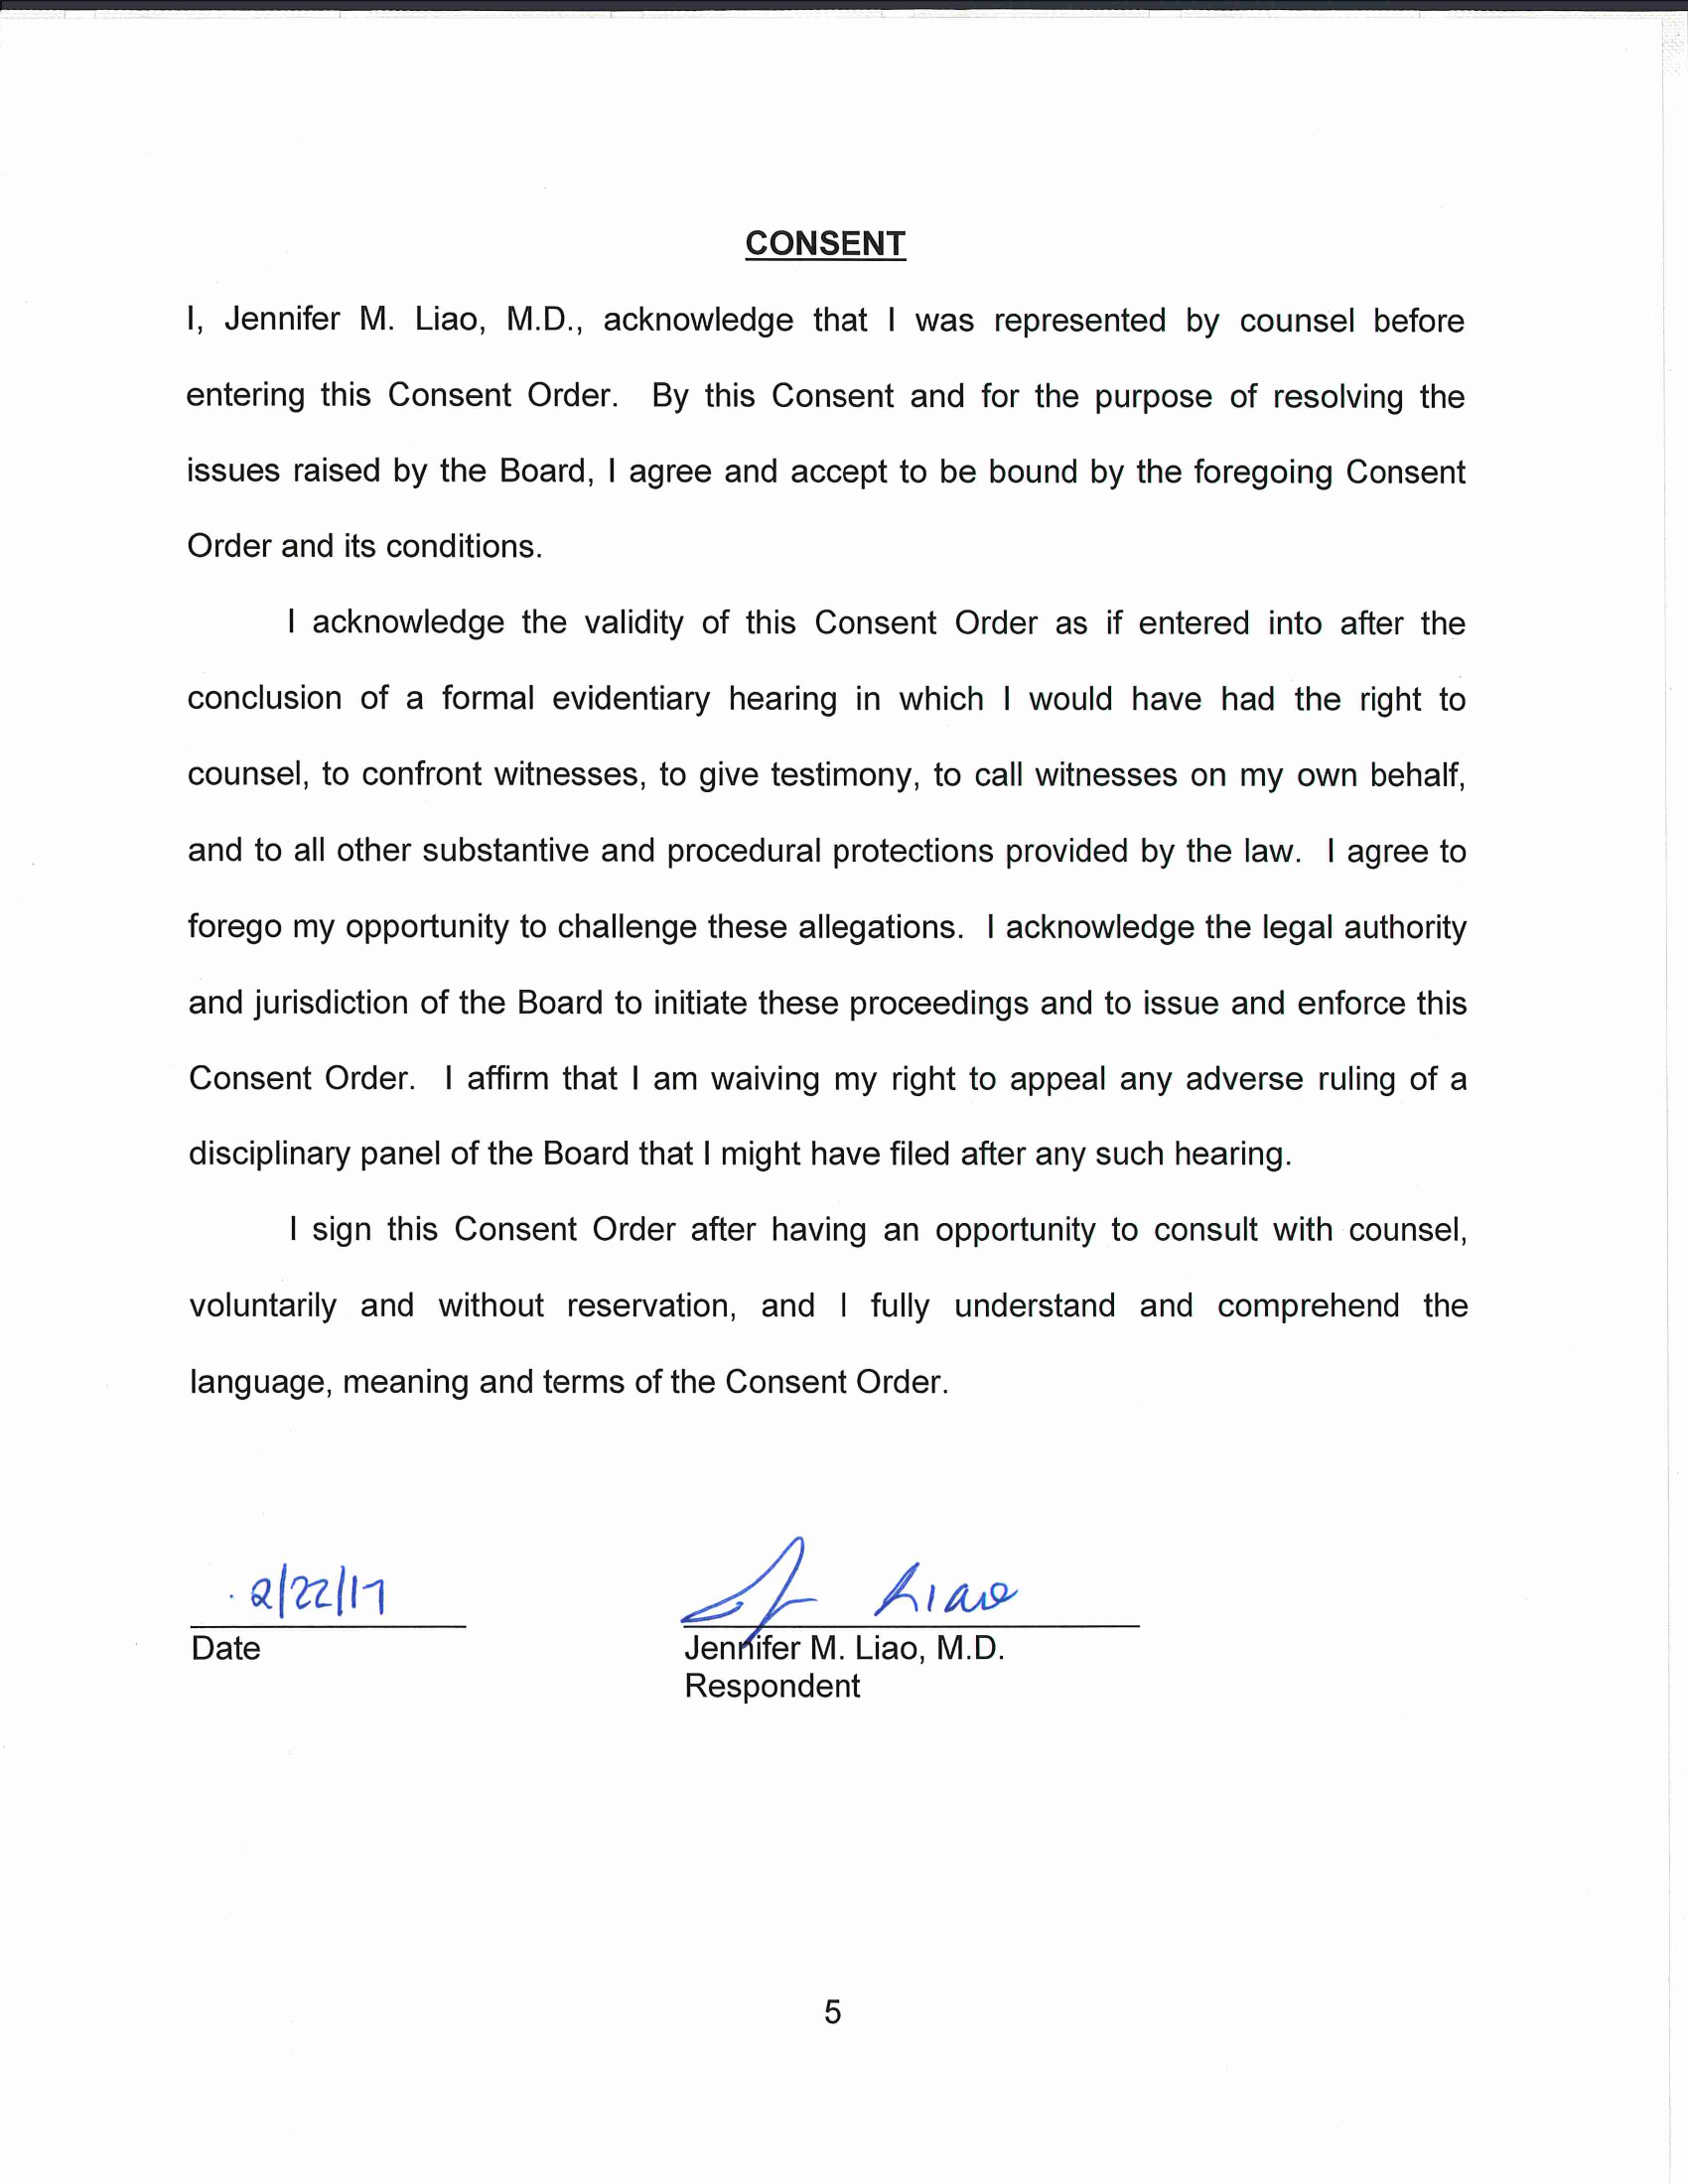 CONSENT
I, Jennifer M. Liao, M.D., acknowledge that I was represented by counsel before
entering this Consent Order. By this Consent and for the purpose of resolving the
issues raised by the Board, I agree and accept to be bound by the foregoing Consent
Order and its conditions.
I acknowledge the validity of this Consent Order as if entered into after the
conclusion of a formal evidentiary hearing in which I would have had the right to
counsel, to confront witnesses, to give testimony, to call witnesses on my own behalf,
and to all other substantive and procedural protections provided by the law. I agree to
forego my opportunity to challenge these allegations. I acknowledge the legal authority
and jurisdiction of the Board to initiate these proceedings and to issue and enforce this
Consent Order. I affirm that I am waiving my right to appeal any adverse ruling of a
disciplinary panel of the Board that I might have filed after any such hearing.
I sign this Consent Order after having an opportunity to consult with counsel,
voluntarily and without reservation, and I fully understand and comprehend the
language, meaning and terms of the Consent Order.
2/22/17 Liao
Date Jennifer M. Liao, M.D.
Respondent
5